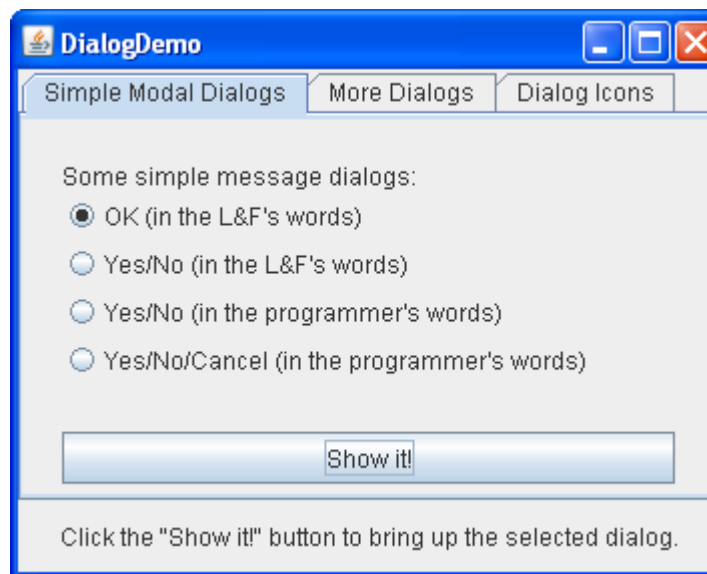 DialogDemo
Simple Modal Dialogs More Dialogs Dialog Icons
Some simple message dialogs:
OK (in the L&F's words)
Yes/No (in the L&F's words)
Yes/No (in the programmer's words)
Yes/No/Cancel (in the programmer's words)
Show it!
Click the "Show it!" button to bring up the selected dialog.